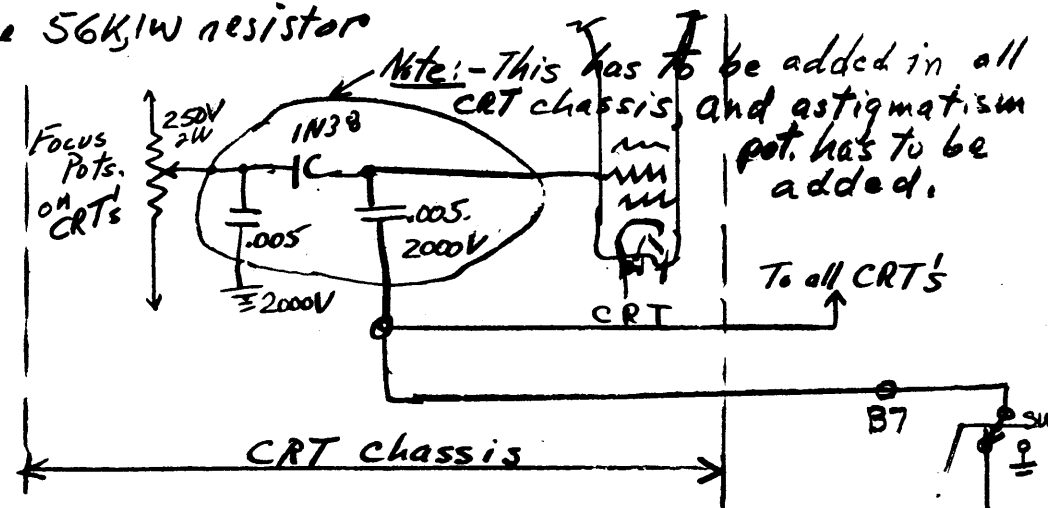 56K,1W resistor
Note:-This has to be added in all
CRT chassis, and astigmatism
pot. has to be
added.
Focus
Pots.
on
CRT's
250V
2W
1N38
.005
2000V
.005.
2000V
CRT
To all CRT's
B7
CRT chassis